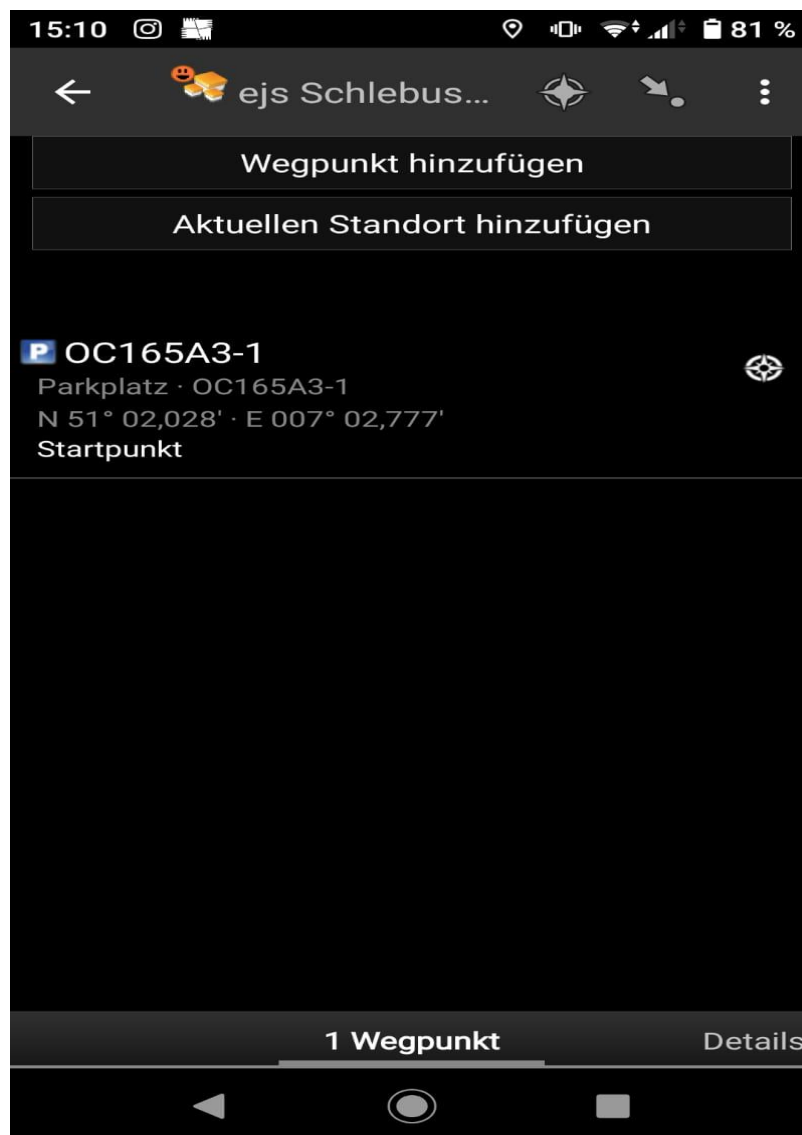 15:10 81 %
ejs Schlebus...
Wegpunkt hinzufügen
Aktuellen Standort hinzufügen
P OC165A3-1
Parkplatz · OC165A3-1
N 51° 02,028' · E 007° 02,777'
Startpunkt
1 Wegpunkt Details